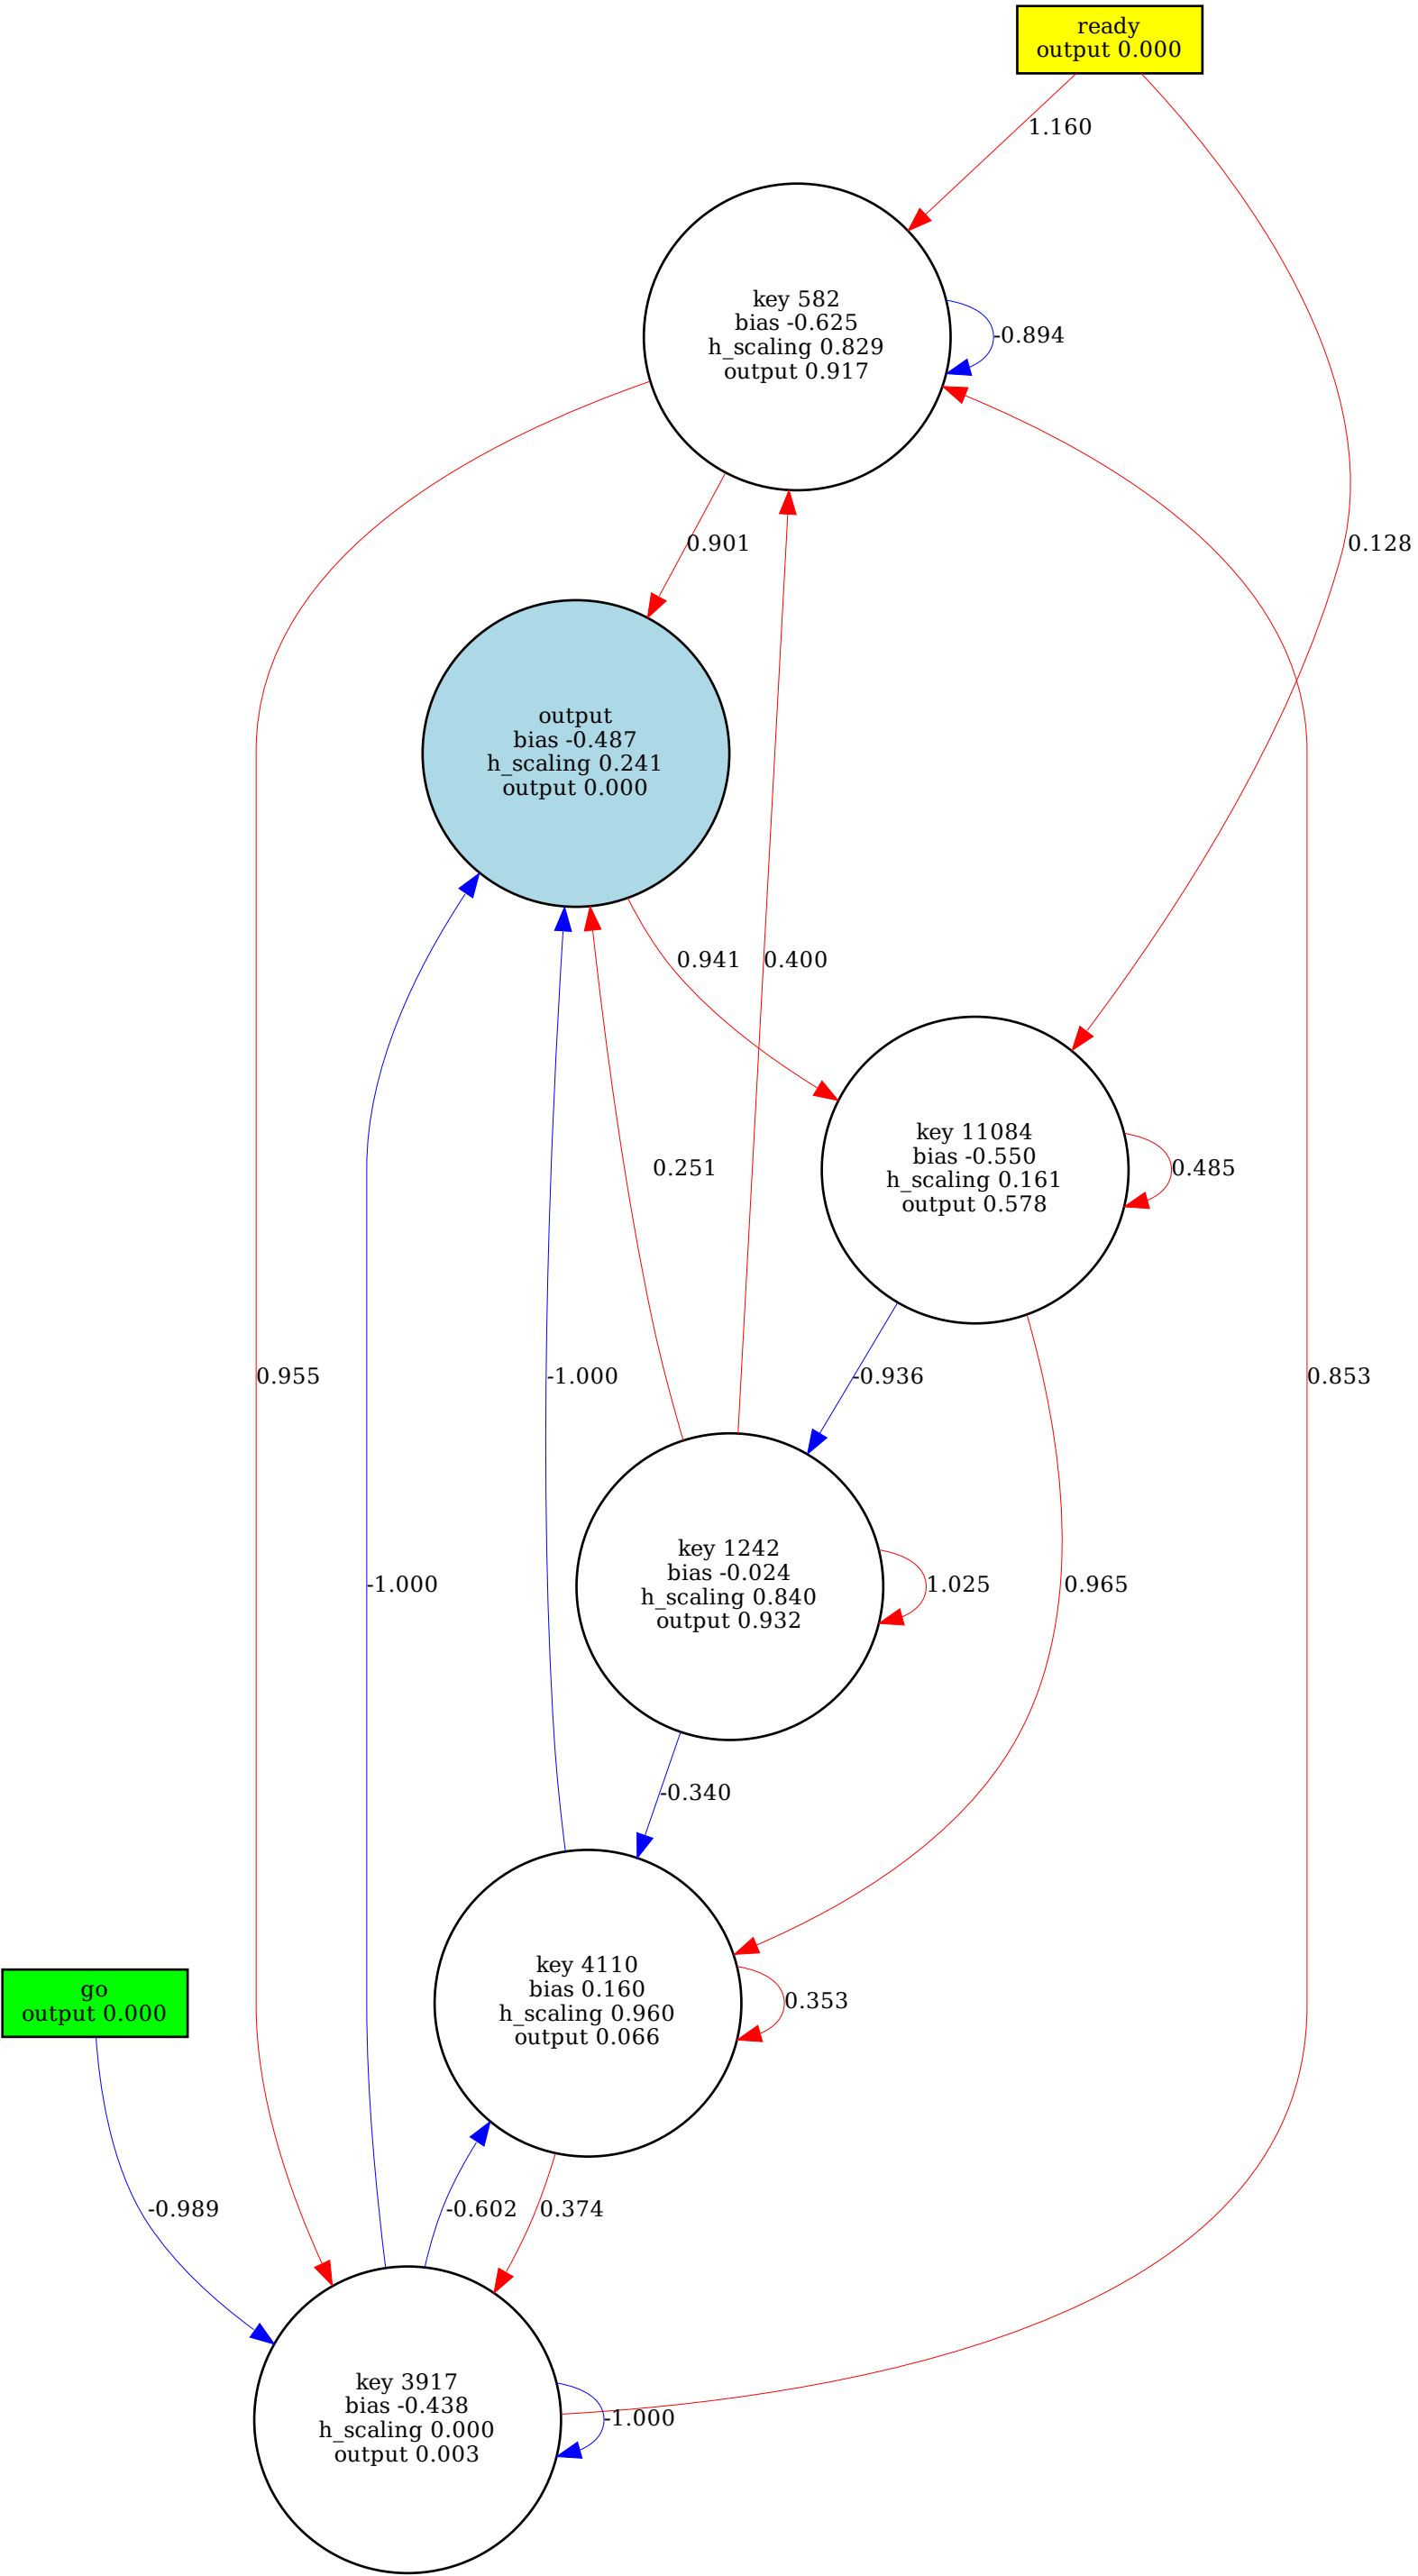 ready
output 0.000
1.160
key 582
bias -0.625
h_scaling 0.829
output 0.917
-0.894
0.901
0.128
output
bias -0.487
h_scaling 0.241
output 0.000
0.941
0.400
key 11084
bias -0.550
h_scaling 0.161
output 0.578
0.251
0.485
0.955
-1.000
-0.936
0.853
key 1242
bias -0.024
h_scaling 0.840
output 0.932
-1.000
1.025
0.965
-0.340
key 4110
bias 0.160
h_scaling 0.960
output 0.066
go
output 0.000
0.353
-0.989
-0.602
0.374
key 3917
bias -0.438
h_scaling 0.000
output 0.003
-1.000